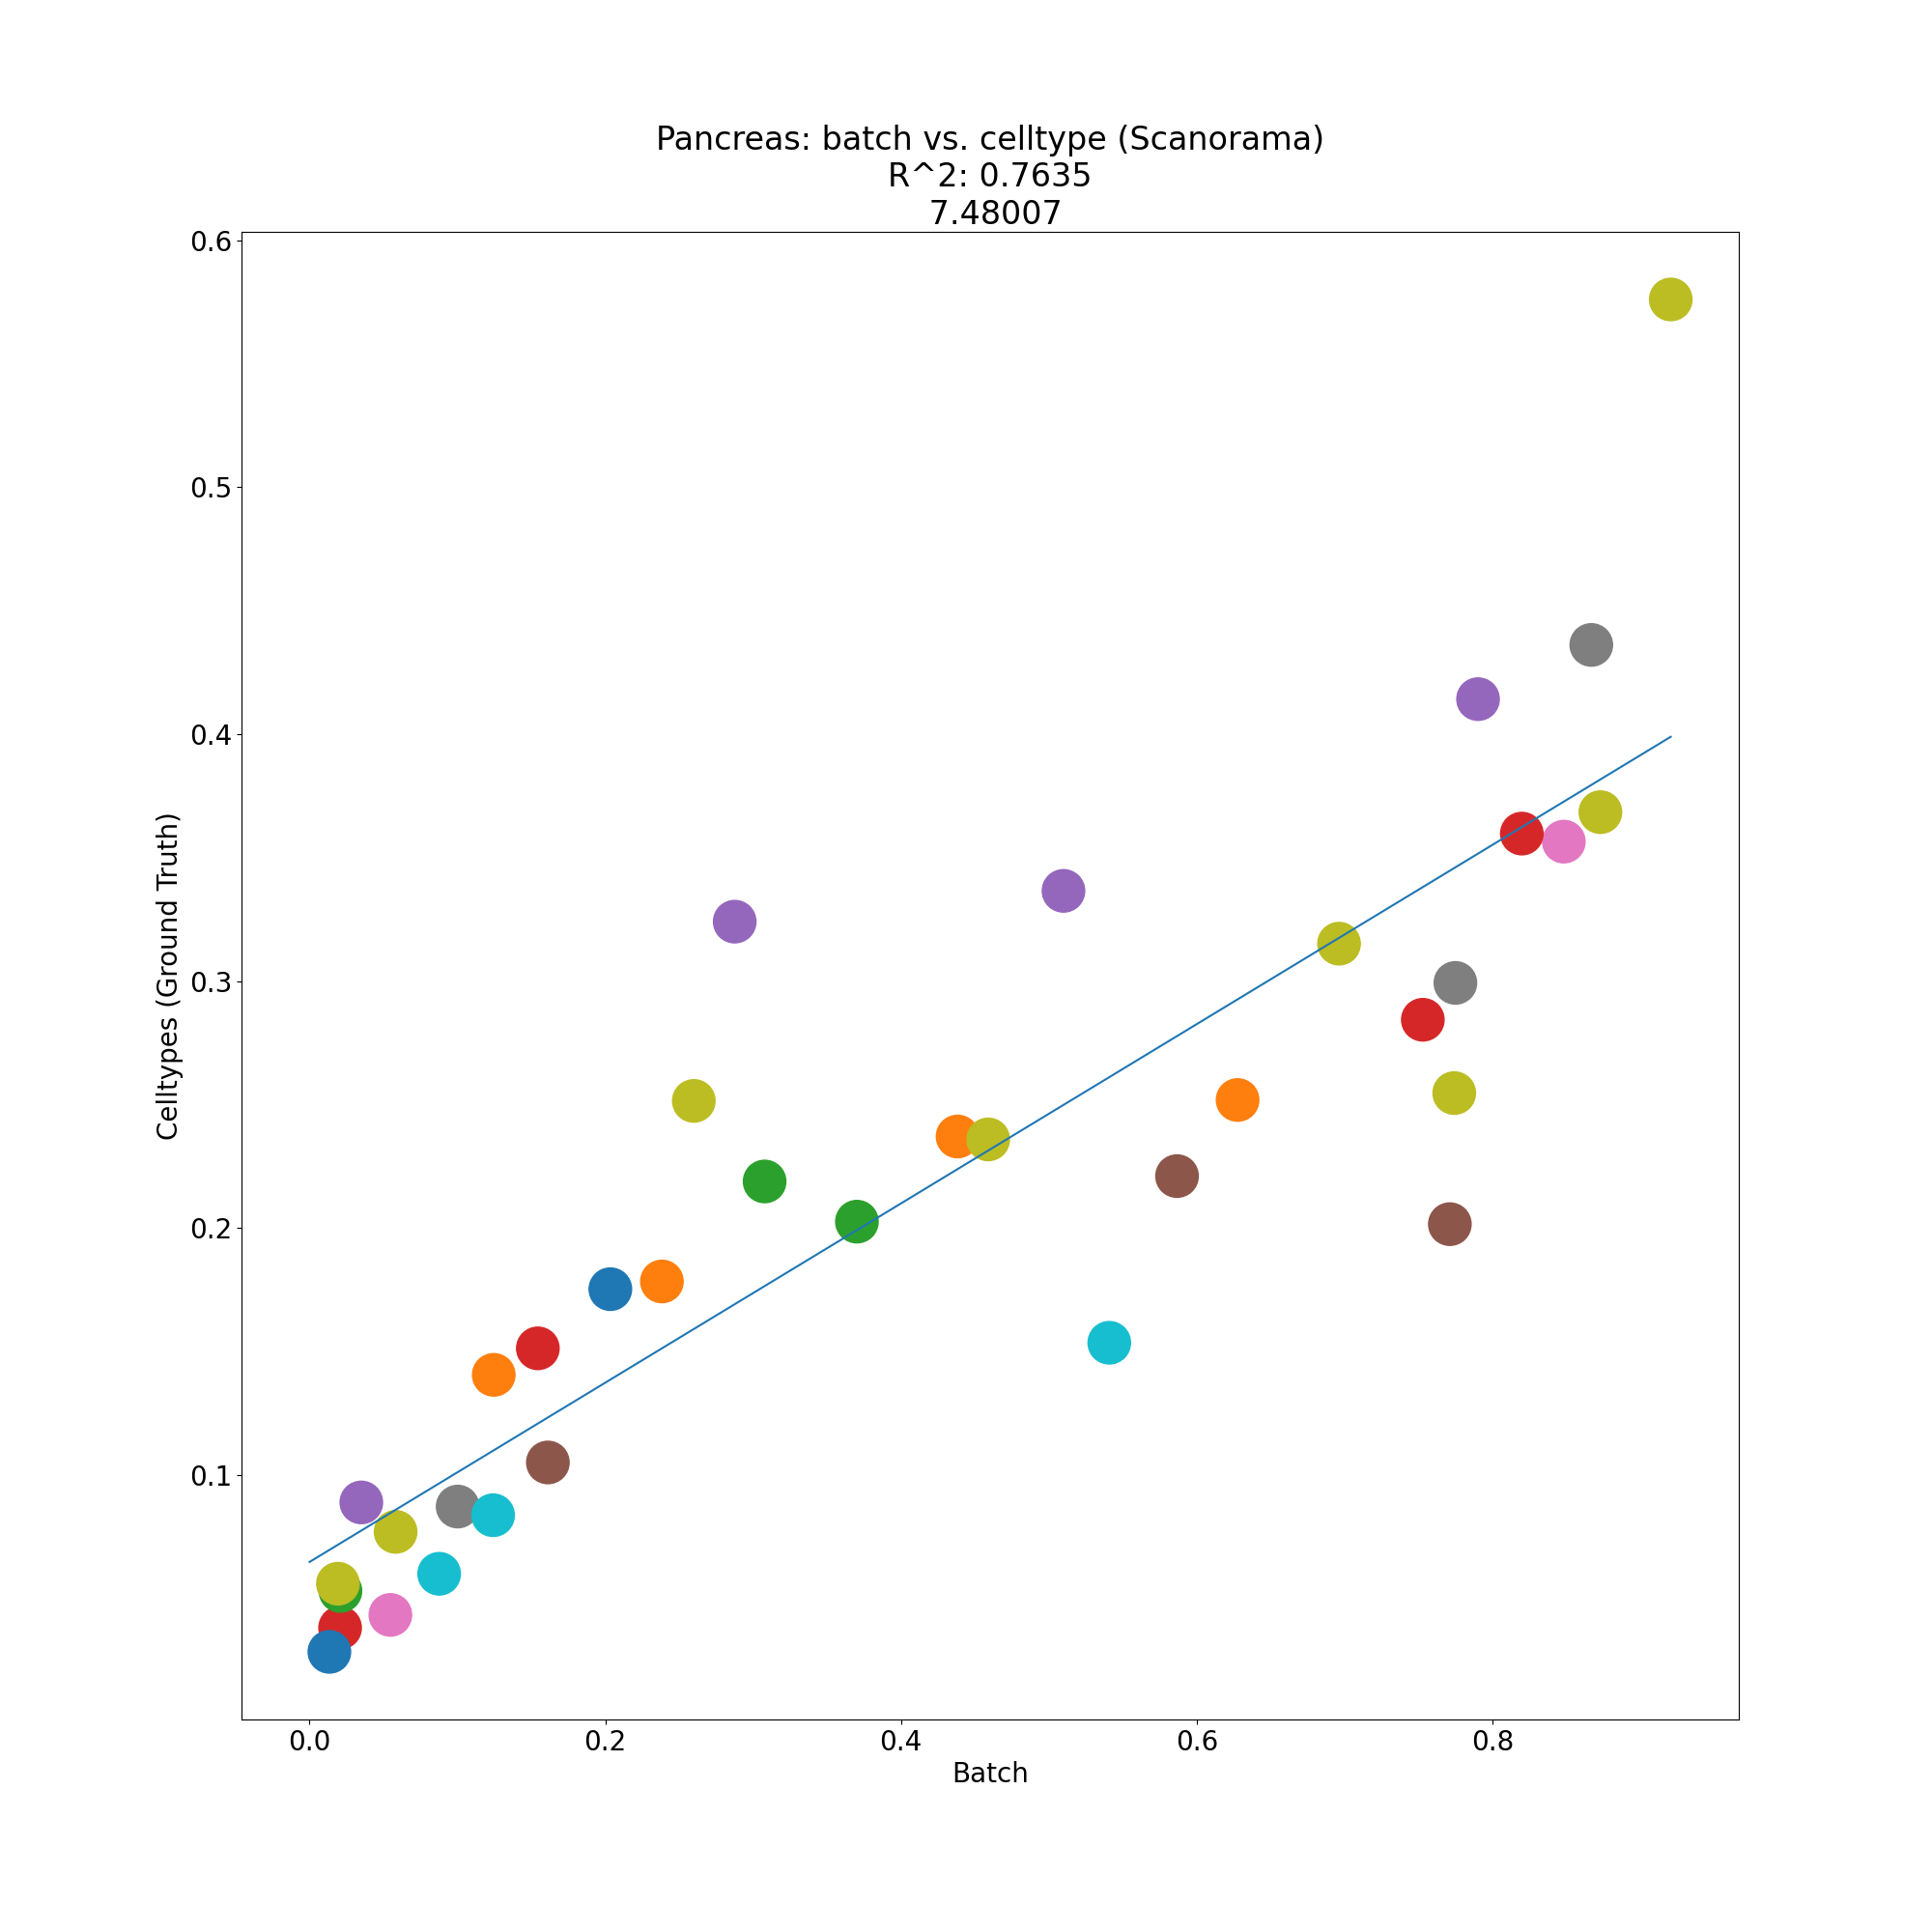 Pancreas: batch vs. celltype (Scanorama)
R^2: 0.7635
7.48007
0.6
0.5
0.4
0.3
0.2
0.1
Celltypes (Ground Truth)
0.0 0.2 0.4 0.6 0.8
Batch